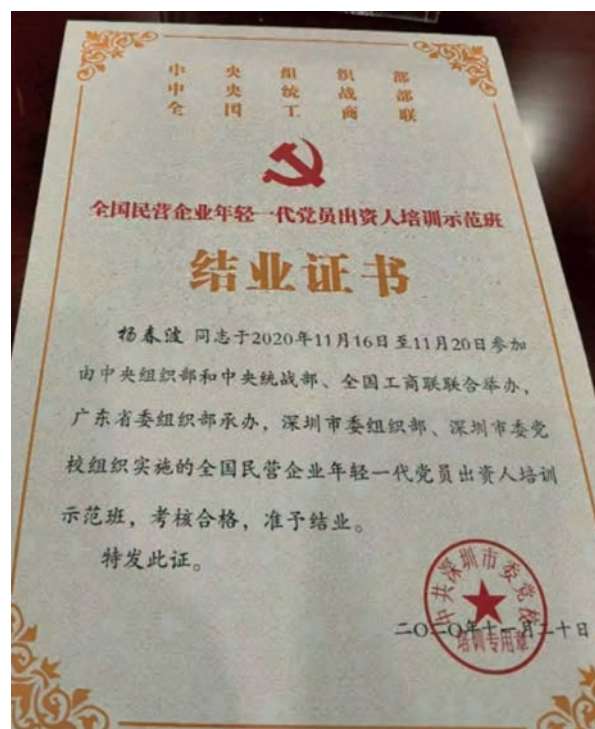 中央组织部
中央统战部
全国工商联
全国民营企业年轻一代党员出资人培训示范班
结业证书
杨春波 同志于2020年11月16日至11月20日参加
由中央组织部和中央统战部、全国工商联联合举办，
广东省委组织部承办，深圳市委组织部、深圳市委党
校组织实施的全国民营企业年轻一代党员出资人培训
示范班，考核合格，准予结业。
特发此证。
中共深圳市委党校
二〇二〇年十一月二十日
培训专用章